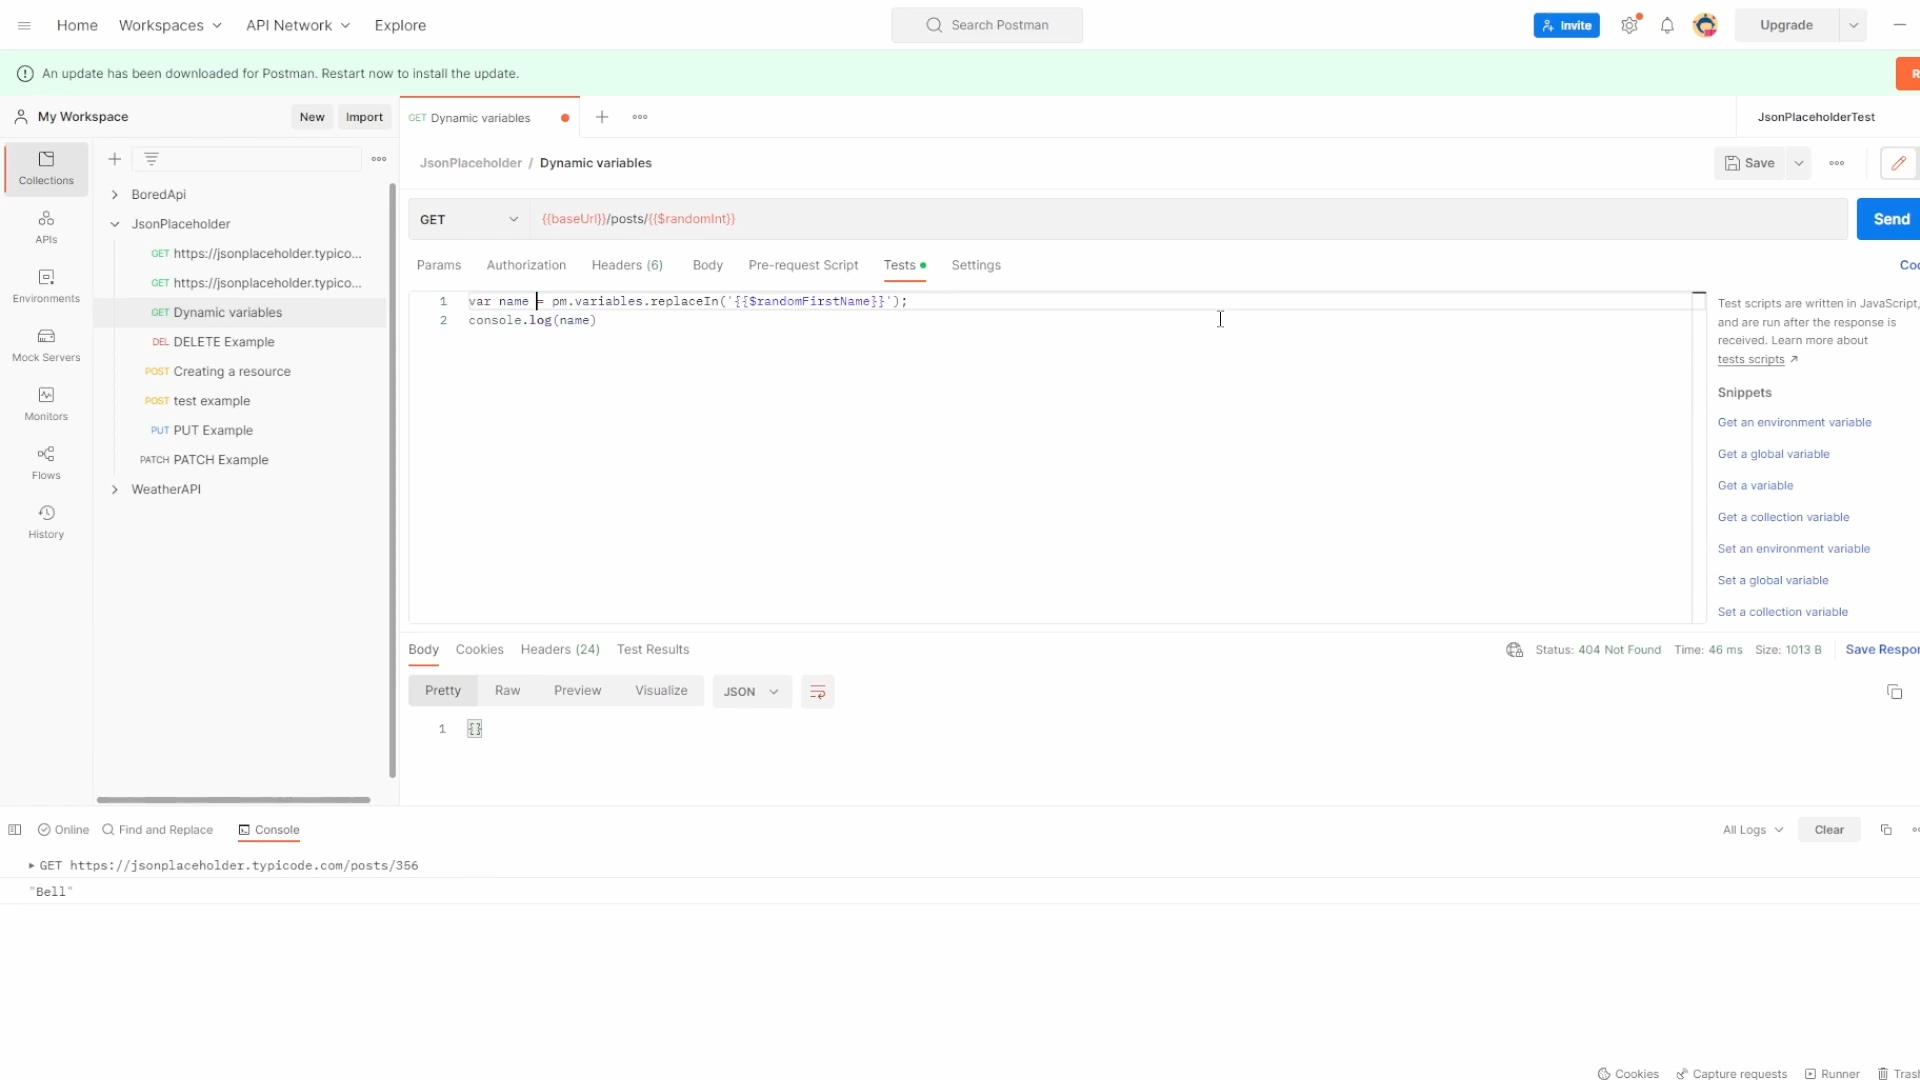 Home Workspaces API Network Explore Search Postman Invite Upgrade
An update has been downloaded for Postman. Restart now to install the update. R
My Workspace New Import GET Dynamic variables JsonPlaceholderTest
Collections
APIs
Environments
Mock Servers
Monitors
Flows
History
BoredApi
JsonPlaceholder
GET https://jsonplaceholder.typico...
GET https://jsonplaceholder.typico...
GET Dynamic variables
DEL DELETE Example
POST Creating a resource
POST test example
PUT PUT Example
PATCH PATCH Example
WeatherAPI
JsonPlaceholder / Dynamic variables Save
GET {{baseUrl}}/posts/{{$randomInt}} Send
Params Authorization Headers (6) Body Pre-request Script Tests Settings Coo
1 var name = pm.variables.replaceIn('{{$randomFirstName}}');
2 console.log(name)
Test scripts are written in JavaScript,
and are run after the response is
received. Learn more about
tests scripts
Snippets
Get an environment variable
Get a global variable
Get a variable
Get a collection variable
Set an environment variable
Set a global variable
Set a collection variable
Body Cookies Headers (24) Test Results Status: 404 Not Found Time: 46 ms Size: 1013 B Save Respon
Pretty Raw Preview Visualize JSON
1 {}
Online Find and Replace Console All Logs Clear
GET https://jsonplaceholder.typicode.com/posts/356
"Bell"
Cookies Capture requests Runner Trash